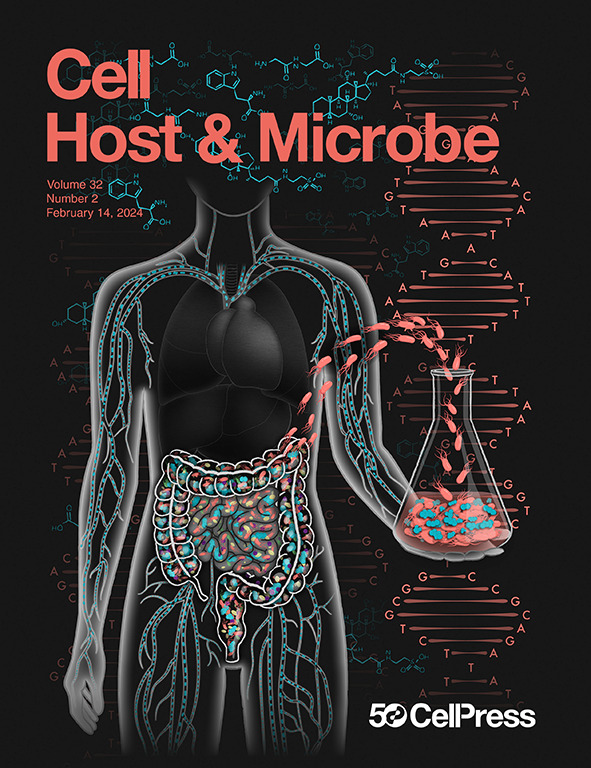 Cell
Host & Microbe
Volume 32
Number 2
February 14, 2024
50 CellPress